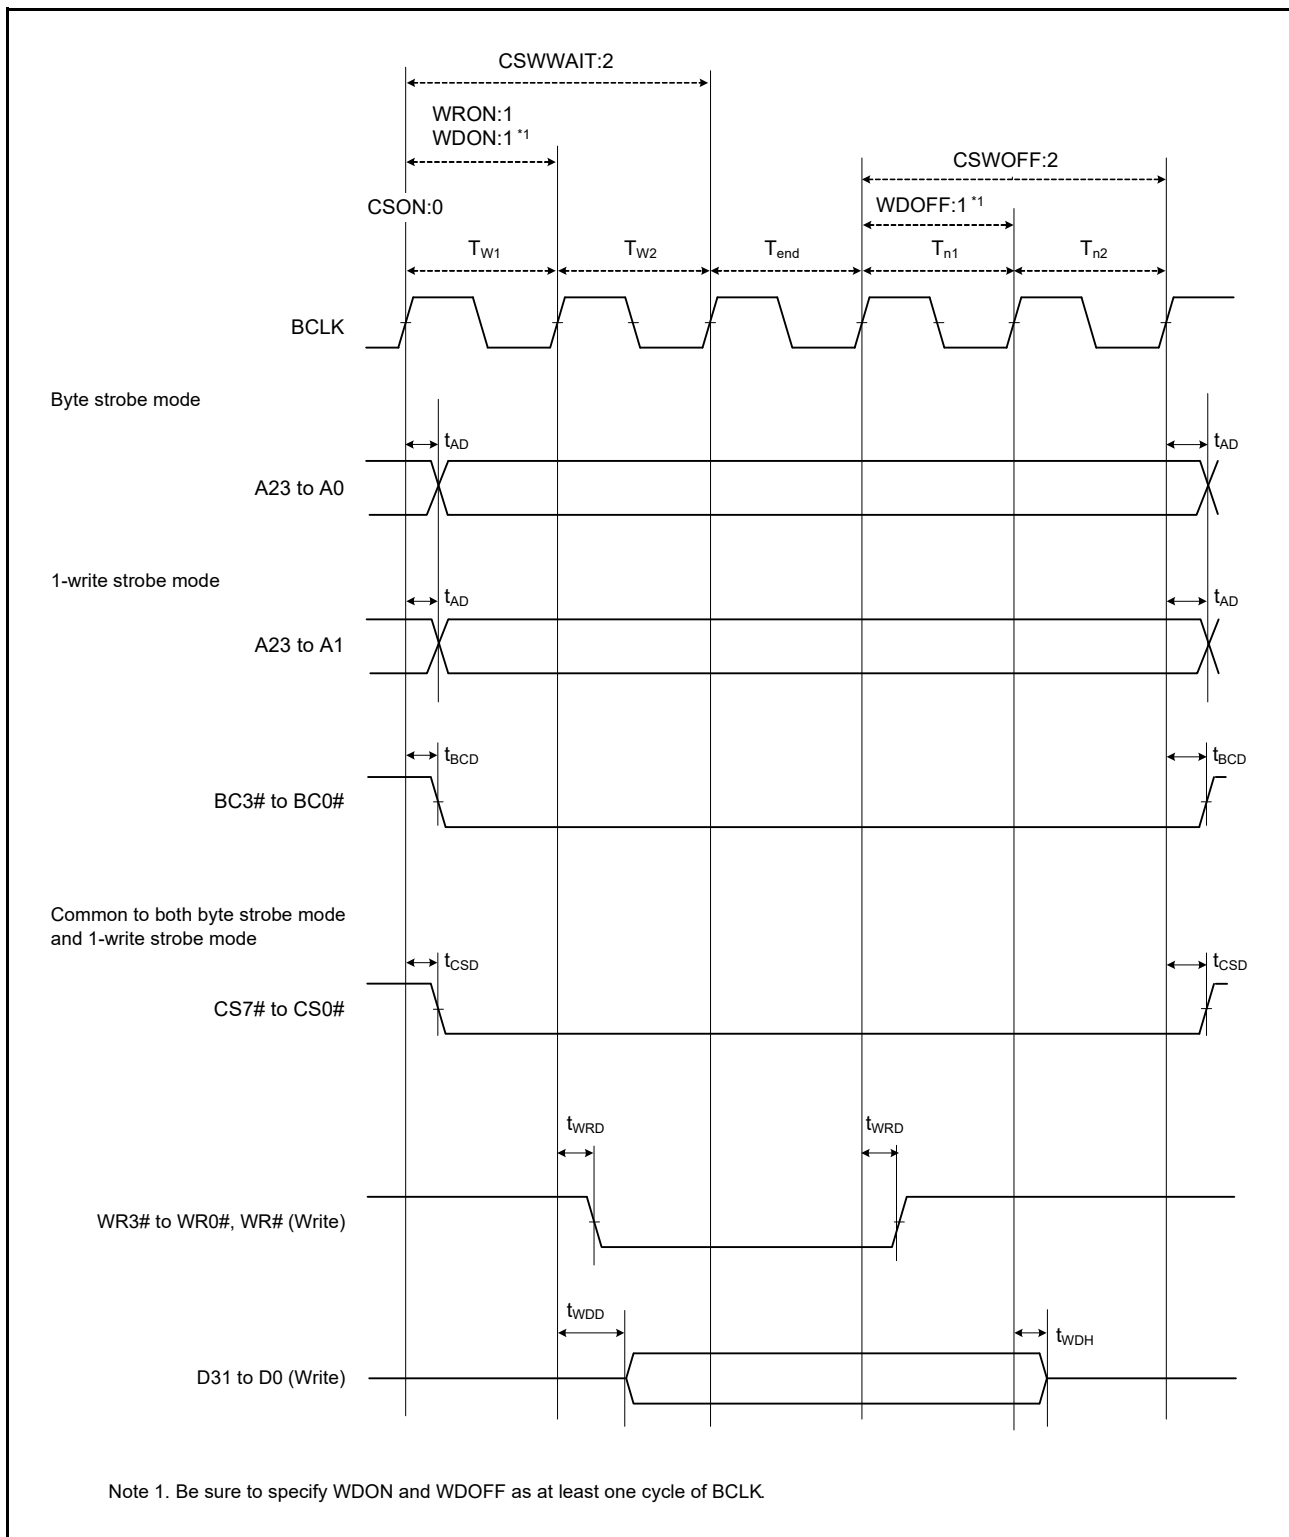 CSWWAIT:2
WRON:1
WDON:1 *1
CSWOFF:2
WDOFF:1 *1
CSON:0
TW1
TW2
Tend
Tn1
Tn2
BCLK
Byte strobe mode
tAD
tAD
A23 to A0
1-write strobe mode
tAD
tAD
A23 to A1
tBCD
tBCD
BC3# to BC0#
Common to both byte strobe mode
and 1-write strobe mode
tCSD
tCSD
CS7# to CS0#
tWRD
tWRD
WR3# to WR0#, WR# (Write)
tWDD
tWDH
D31 to D0 (Write)
Note 1. Be sure to specify WDON and WDOFF as at least one cycle of BCLK.